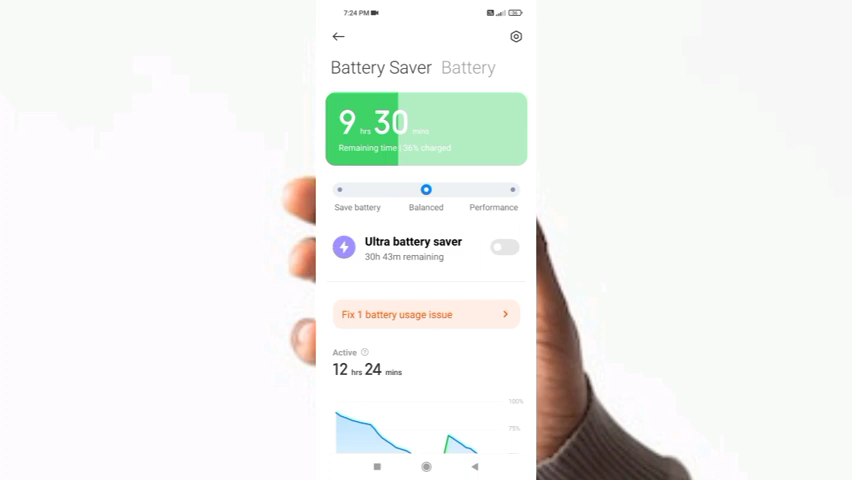 7:24 PM
36
Battery Saver Battery
9 hrs 30 mins
Remaining time | 36% charged
Save battery Balanced Performance
Ultra battery saver
30h 43m remaining
Fix 1 battery usage issue
Active
12 hrs 24 mins
100%
75%